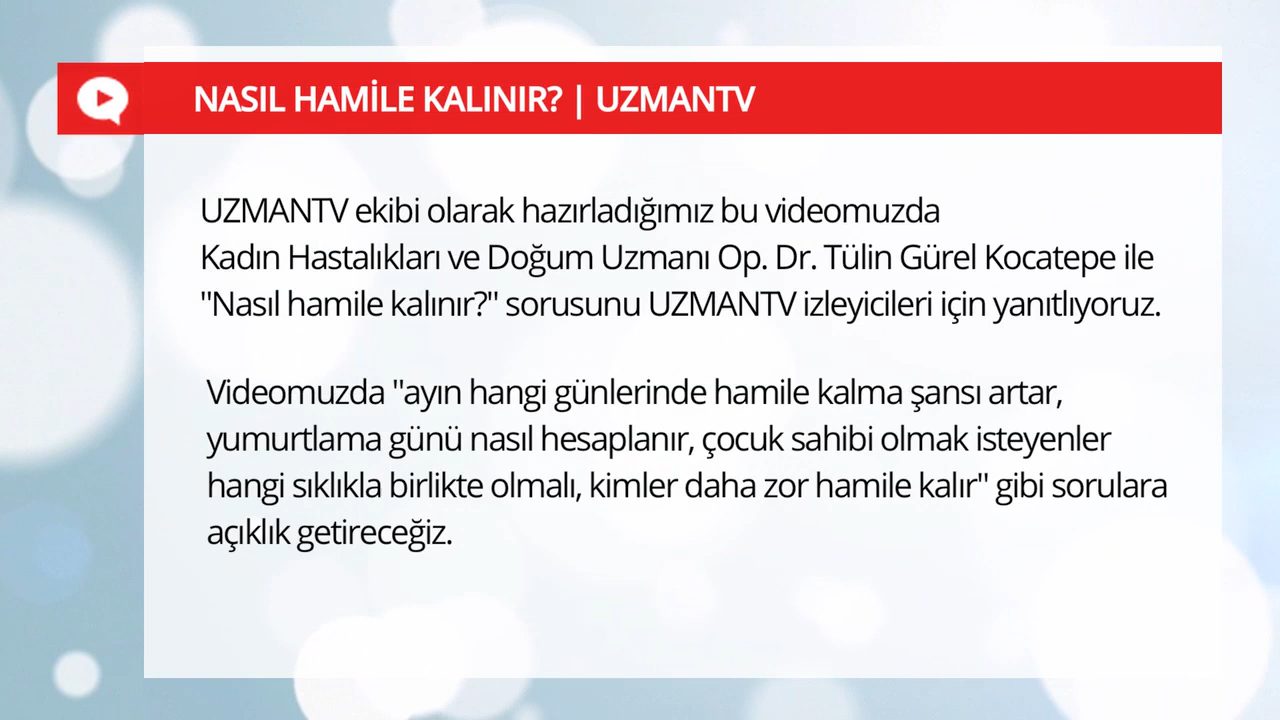 NASIL HAMİLE KALINIR? | UZMANTV
UZMANTV ekibi olarak hazırladığımız bu videomuzda
Kadın Hastalıkları ve Doğum Uzmanı Op. Dr. Tülin Gürel Kocatepe ile
"Nasıl hamile kalınır?" sorusunu UZMANTV izleyicileri için yanıtlıyoruz.
Videomuzda "ayın hangi günlerinde hamile kalma şansı artar,
yumurtlama günü nasıl hesaplanır, çocuk sahibi olmak isteyenler
hangi sıklıkla birlikte olmalı, kimler daha zor hamile kalır" gibi sorulara
açıklık getireceğiz.